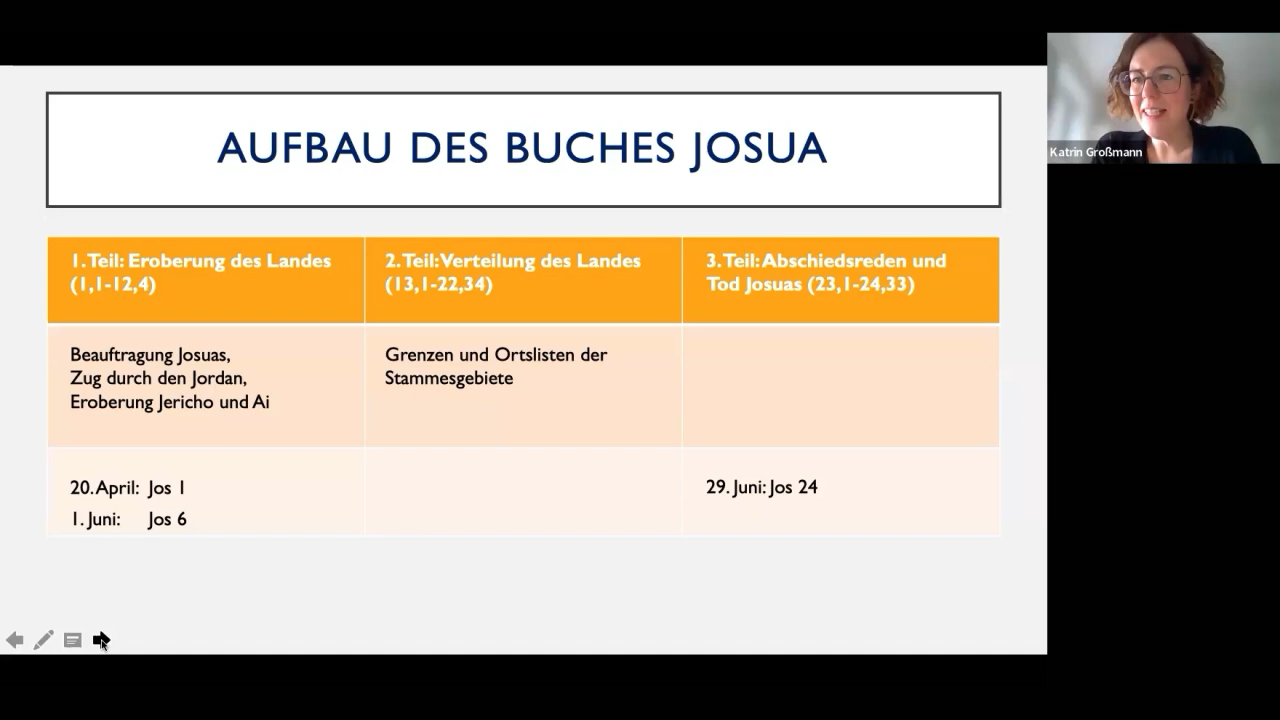 AUFBAU DES BUCHES JOSUA
Katrin Großmann
1. Teil: Eroberung des Landes
(1,1-12,4)
2. Teil: Verteilung des Landes
(13,1-22,34)
3. Teil: Abschiedsreden und
Tod Josuas (23,1-24,33)
Beauftragung Josuas,
Zug durch den Jordan,
Eroberung Jericho und Ai
Grenzen und Ortslisten der
Stammesgebiete
20. April: Jos 1
1. Juni: Jos 6
29. Juni: Jos 24